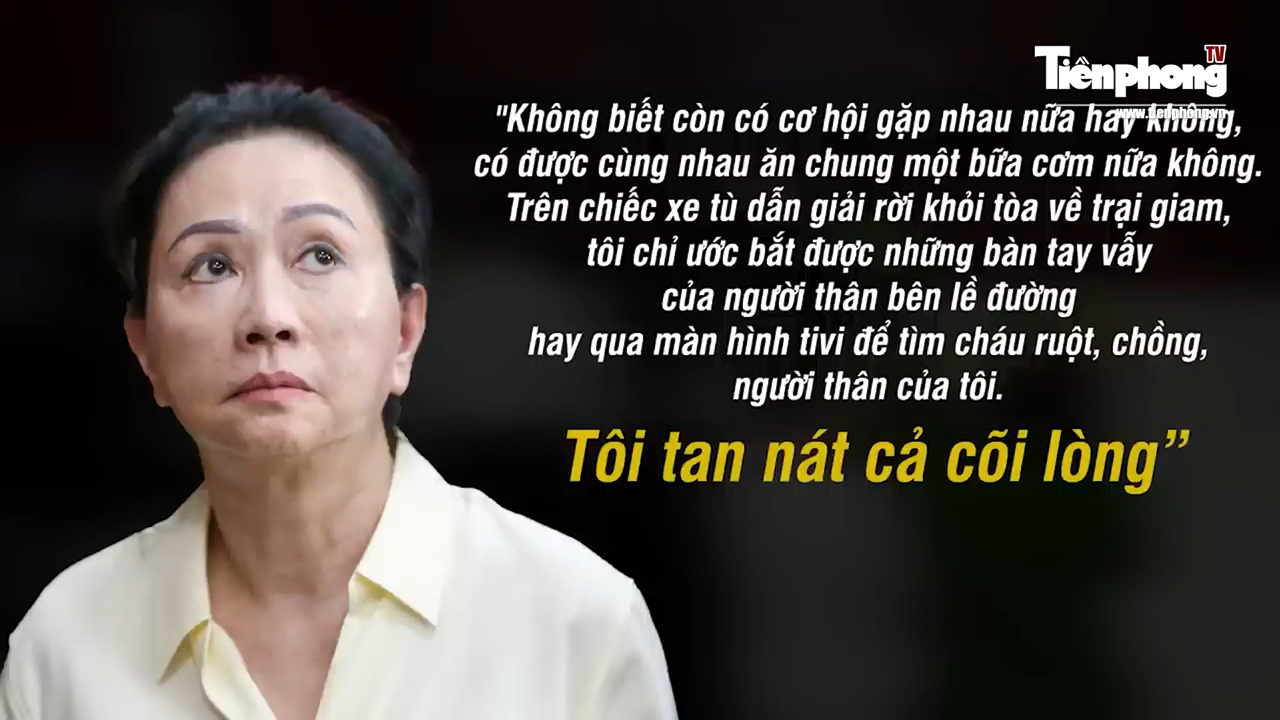 Tiềnphong TV
www.tienphong.vn
"Không biết còn có cơ hội gặp nhau nữa hay không,
có được cùng nhau ăn chung một bữa cơm nữa không.
Trên chiếc xe tù dẫn giải rời khỏi tòa về trại giam,
tôi chỉ ước bắt được những bàn tay vẫy
của người thân bên lề đường
hay qua màn hình tivi để tìm cháu ruột, chồng,
người thân của tôi.
Tôi tan nát cả cõi lòng”